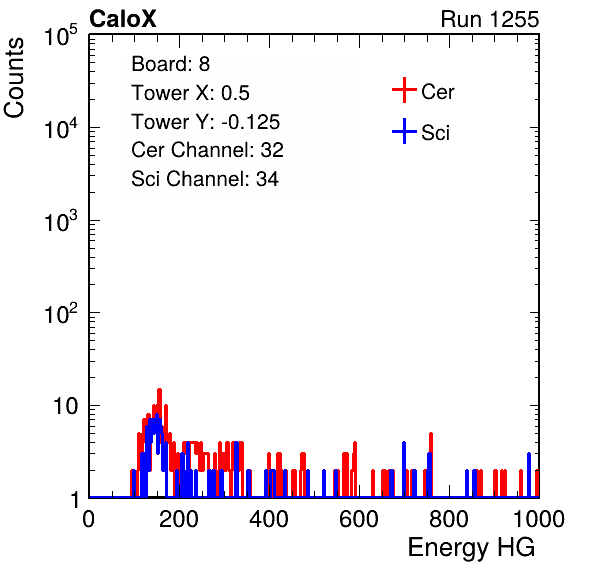 CaloX Run 1255
Counts
10^5
10^4
10^3
10^2
10
1
Board: 8
Tower X: 0.5
Tower Y: -0.125
Cer Channel: 32
Sci Channel: 34
Cer
Sci
0 200 400 600 800 1000
Energy HG